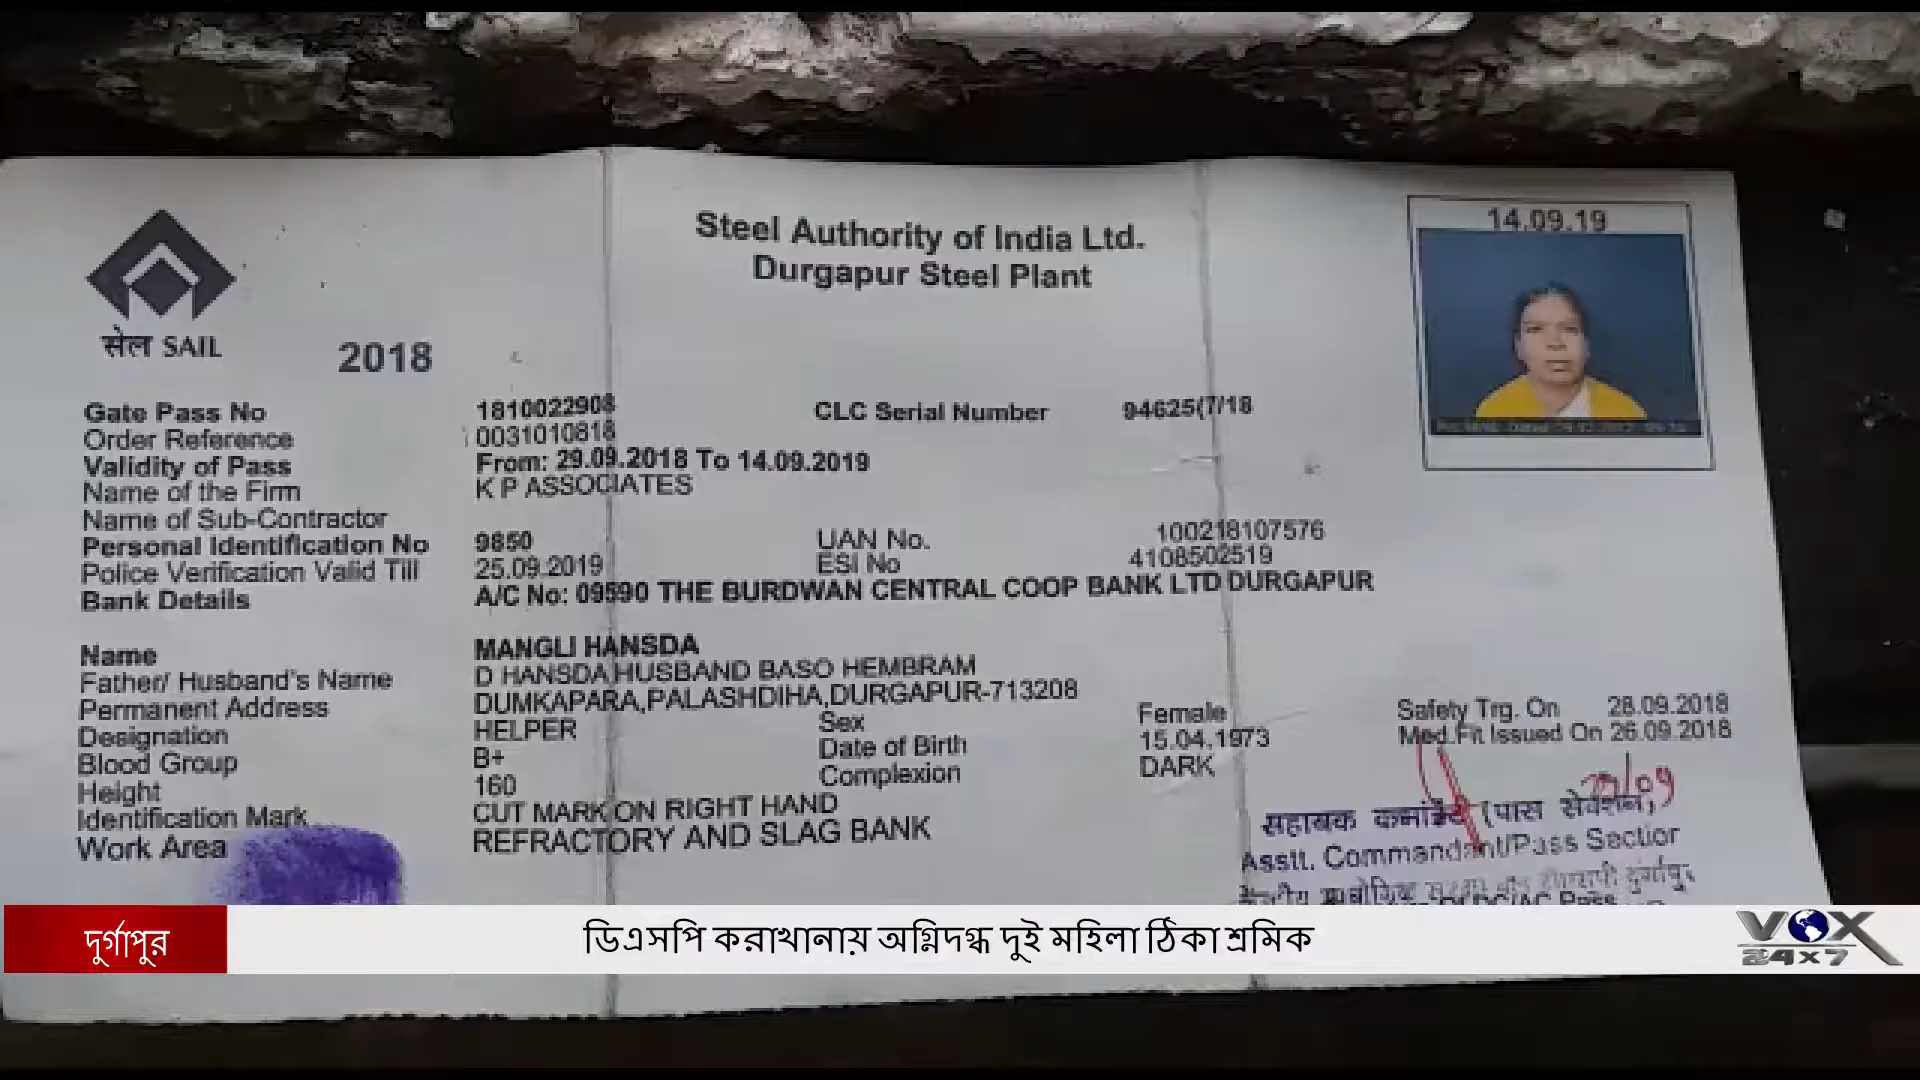 14.09.19
Steel Authority of India Ltd.
Durgapur Steel Plant
सेल SAIL
2018
Gate Pass No 1810022908 CLC Serial Number 94625(7/18
Order Reference 0031010818
Validity of Pass From: 29.09.2018 To 14.09.2019
Name of the Firm K P ASSOCIATES
Name of Sub-Contractor
Personal Identification No 9850 UAN No. 100218107576
Police Verification Valid Till 25.09.2019 ESI No 4108502519
Bank Details A/C No: 09590 THE BURDWAN CENTRAL COOP BANK LTD DURGAPUR
Name MANGLI HANSDA
Father/ Husband's Name D HANSDA HUSBAND BASO HEMBRAM
Permanent Address DUMKAPARA,PALASHDIHA,DURGAPUR-713208
Designation HELPER Sex Female Safety Trg. On 28.09.2018
Blood Group B+ Date of Birth 15.04.1973 Med.Fit Issued On 26.09.2018
Height 160 Complexion DARK
Identification Mark CUT MARK ON RIGHT HAND
Work Area REFRACTORY AND SLAG BANK
सहायक कमांडेंट (पास सेक्शन)
Asstt. Commandant/Pass Section
দুর্গাপুর
ডিএসপি করাখানায় অগ্নিদগ্ধ দুই মহিলা ঠিকা শ্রমিক
VOX
24x7